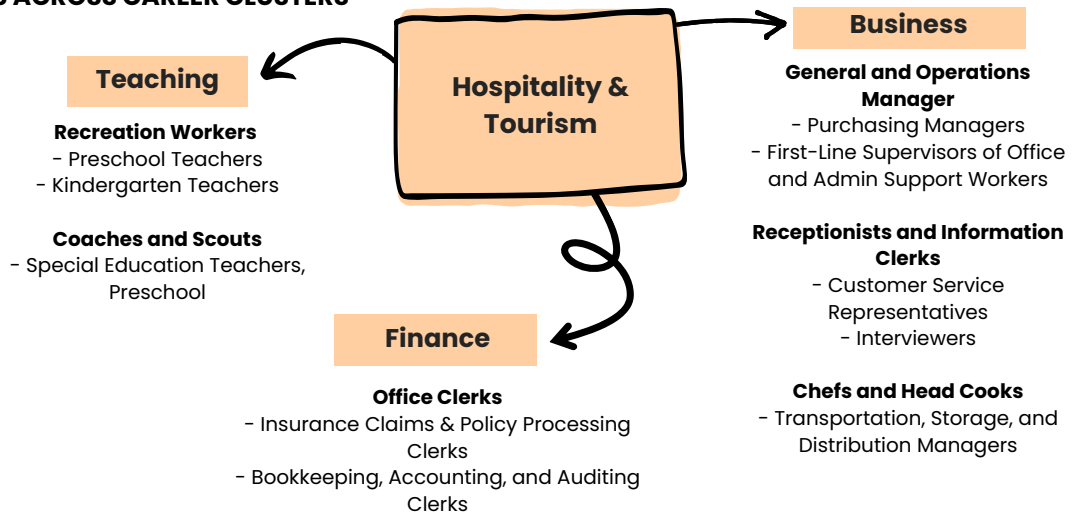 ACROSS CAREER CLUSTERS
Hospitality &
Tourism
Teaching
Recreation Workers
- Preschool Teachers
- Kindergarten Teachers
Coaches and Scouts
- Special Education Teachers,
Preschool
Finance
Office Clerks
- Insurance Claims & Policy Processing
Clerks
- Bookkeeping, Accounting, and Auditing
Clerks
Business
General and Operations
Manager
- Purchasing Managers
- First-Line Supervisors of Office
and Admin Support Workers
Receptionists and Information
Clerks
- Customer Service
Representatives
- Interviewers
Chefs and Head Cooks
- Transportation, Storage, and
Distribution Managers